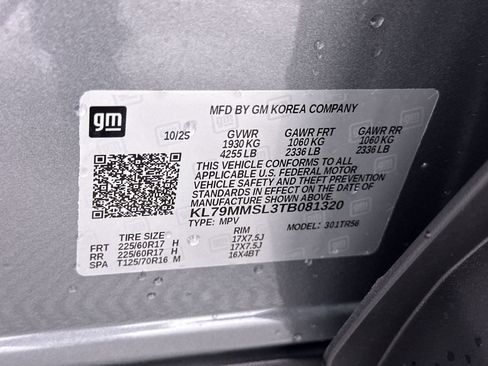 gm
MFD BY GM KOREA COMPANY
10/25 GVWR GAWR FRT GAWR RR
1930 KG 1060 KG 1060 KG
4255 LB 2336 LB 2336 LB
THIS VEHICLE CONFORMS TO ALL
APPLICABLE U.S. FEDERAL MOTOR
VEHICLE SAFETY AND THEFT PREVENTION
STANDARDS IN EFFECT ON THE DATE OF
MANUFACTURE SHOWN ABOVE.
KL79MMSL3TB081320
TYPE: MPV MODEL: 301TR56
TIRE SIZE RIM
FRT 225/60R17 H 17X7.5J
RR 225/60R17 H 17X7.5J
SPA T125/70R16 M 16X4BT